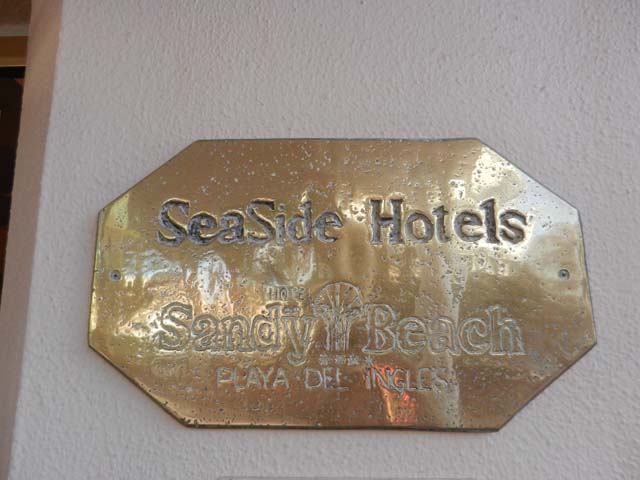 SeaSide Hotels
HOTEL
Sandy Beach
PLAYA DEL INGLES